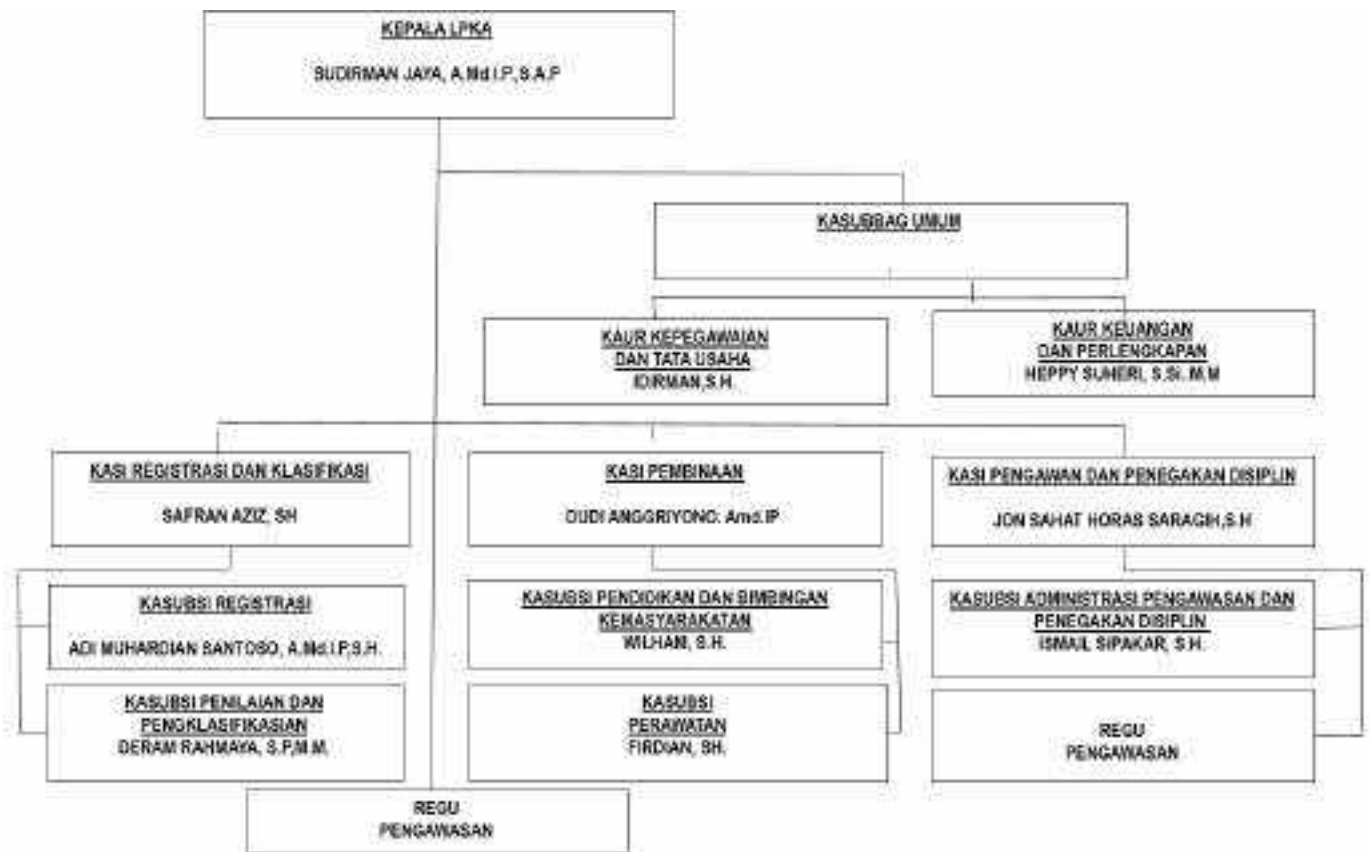 KEPALA LPKA
SUDIRMAN JAYA, A.Md.I.P.,S.A.P
KASUBBAG UMUM
KAUR KEPEGAWAIAN
DAN TATA USAHA
IDIRMAN,S.H.
KAUR KEUANGAN
DAN PERLENGKAPAN
HEPPY SUHERI, S.Si. M.M
KASI REGISTRASI DAN KLASIFIKASI
SAFRAN AZIZ, SH
KASI PEMBINAAN
DUDI ANGGRIYONO. Amd.IP
KASI PENGAWAN DAN PENEGAKAN DISIPLIN
JON SAHAT HORAS SARAGIH,S.H
KASUBSI REGISTRASI
ADI MUHARDIAN SANTOSO, A.Md.I.P,S.H.
KASUBSI PENDIDIKAN DAN BIMBINGAN
KEMASYARAKATAN
WILHAN, S.H.
KASUBSI ADMINISTRASI PENGAWASAN DAN
PENEGAKAN DISIPLIN
ISMAIL SIPAKAR, S.H.
KASUBSI PENILAIAN DAN
PENGKLASIFIKASIAN
DERAM RAHMAYA, S.P,M.M,
KASUBSI
PERAWATAN
FIRDIAN, SH.
REGU
PENGAWASAN
REGU
PENGAWASAN